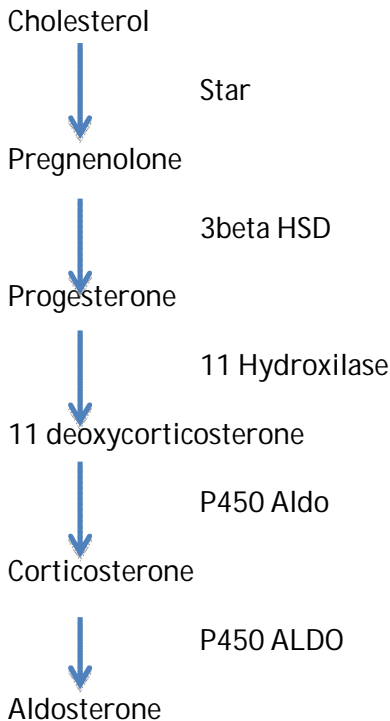 Cholesterol
Star
Pregnenolone
3beta HSD
Progesterone
11 Hydroxilase
11 deoxycorticosterone
P450 Aldo
Corticosterone
P450 ALDO
Aldosterone